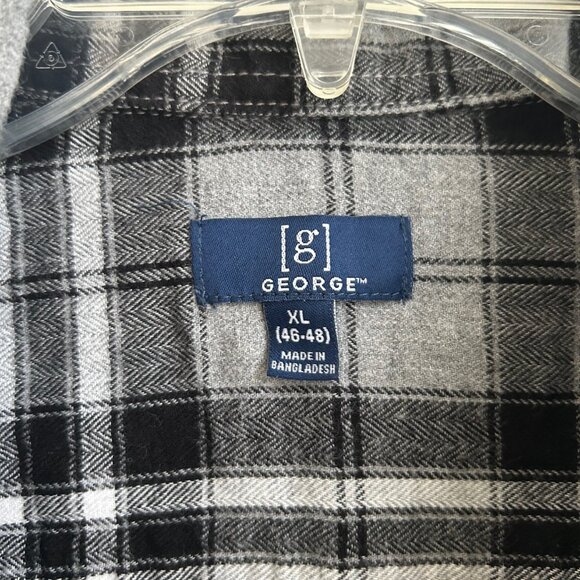 [g]
GEORGE™
XL
(46-48)
MADE IN
BANGLADESH